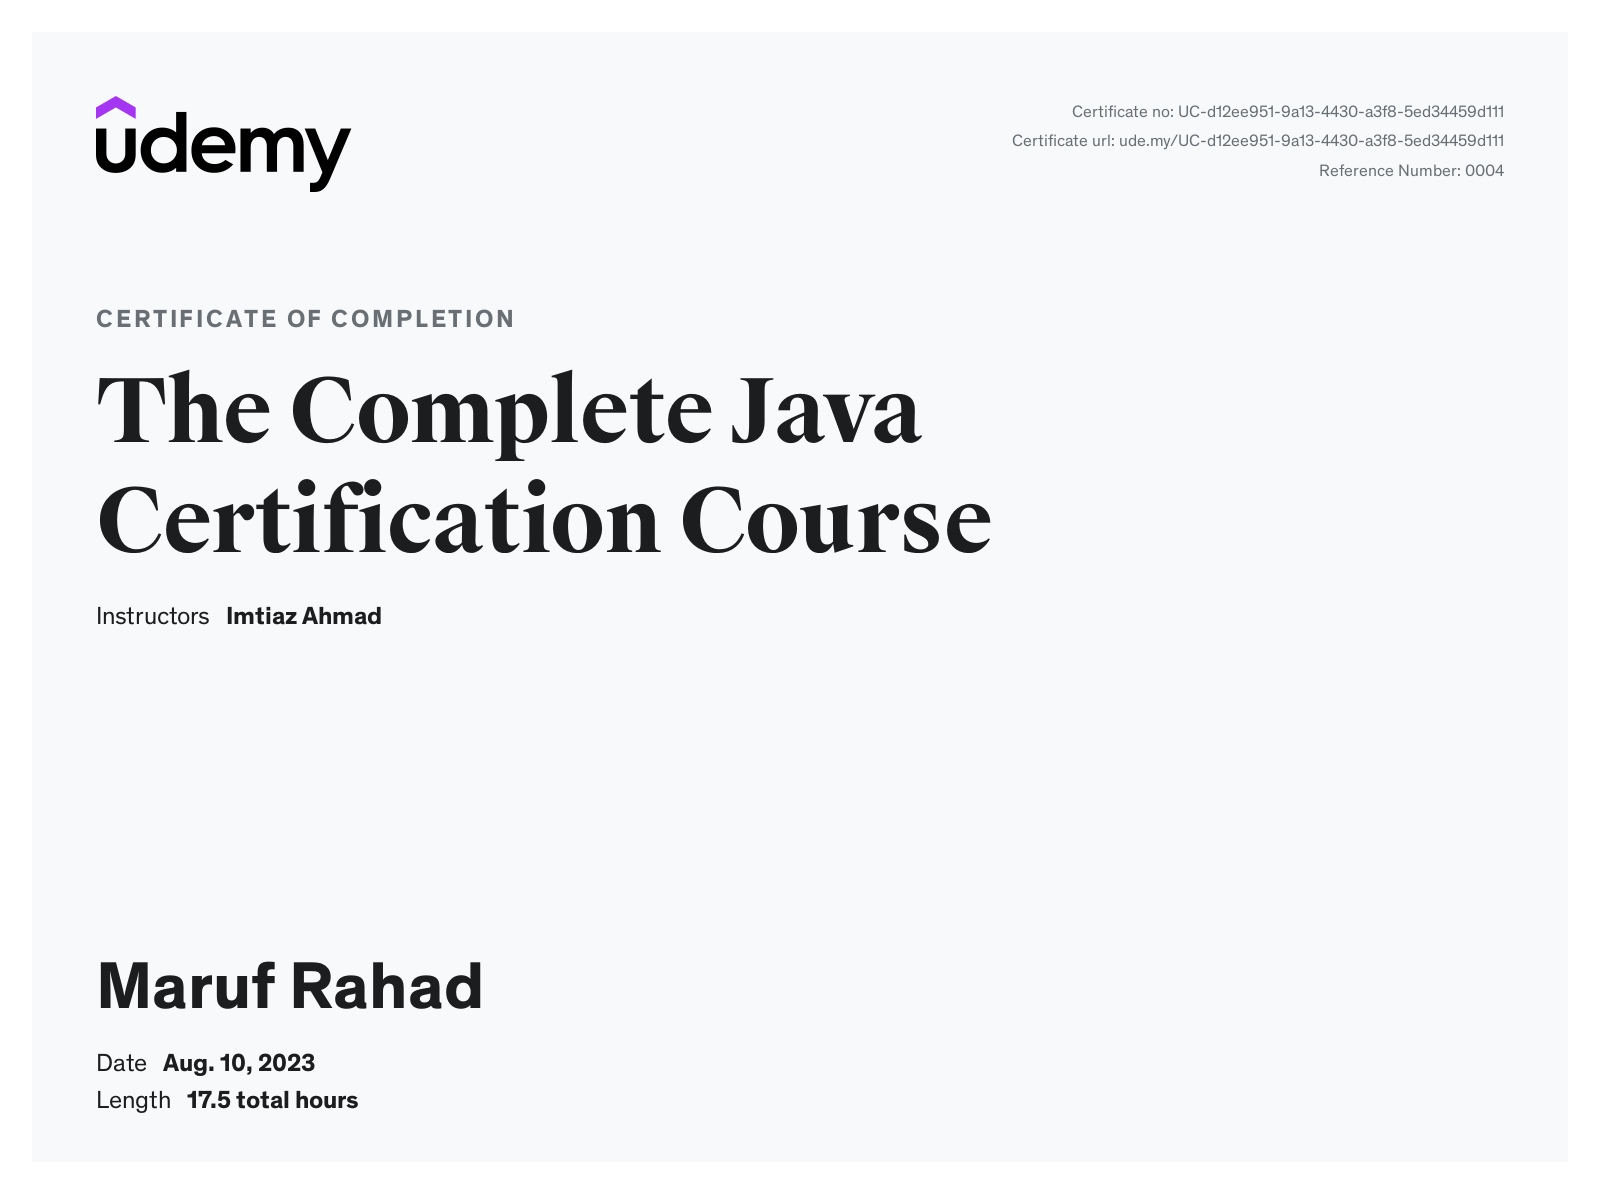 udemy
Certificate no: UC-d12ee951-9a13-4430-a3f8-5ed34459d111
Certificate url: ude.my/UC-d12ee951-9a13-4430-a3f8-5ed34459d111
Reference Number: 0004
CERTIFICATE OF COMPLETION
The Complete Java
Certification Course
Instructors Imtiaz Ahmad
Maruf Rahad
Date Aug. 10, 2023
Length 17.5 total hours